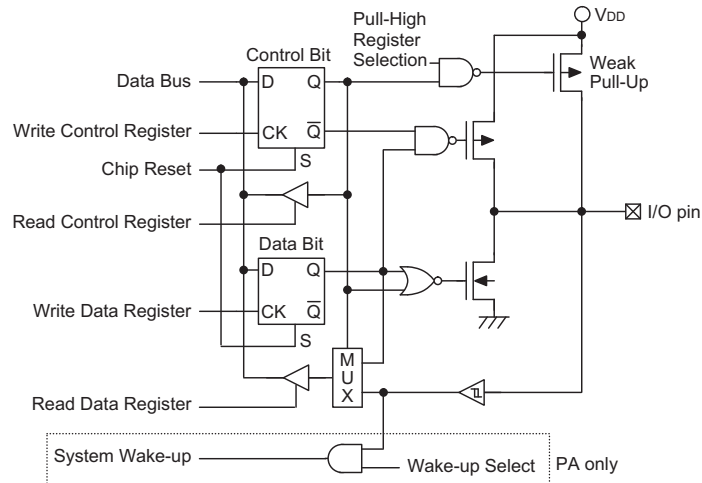 VDD
Pull-High
Register
Selection
Control Bit
Weak
Pull-Up
Data Bus
D
Q
Write Control Register
CK
Q
S
Chip Reset
Read Control Register
I/O pin
Data Bit
D
Q
Write Data Register
CK
Q
S
M
U
X
Read Data Register
System Wake-up
Wake-up Select
PA only